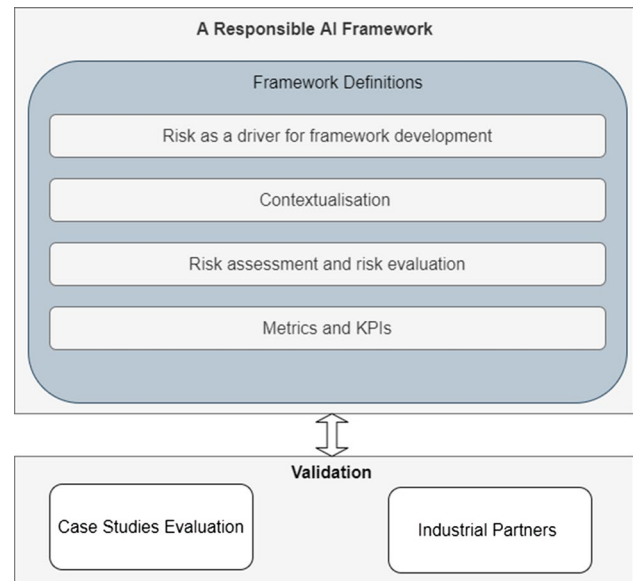 A Responsible AI Framework
Framework Definitions
Risk as a driver for framework development
Contextualisation
Risk assessment and risk evaluation
Metrics and KPIs
Validation
Case Studies Evaluation
Industrial Partners